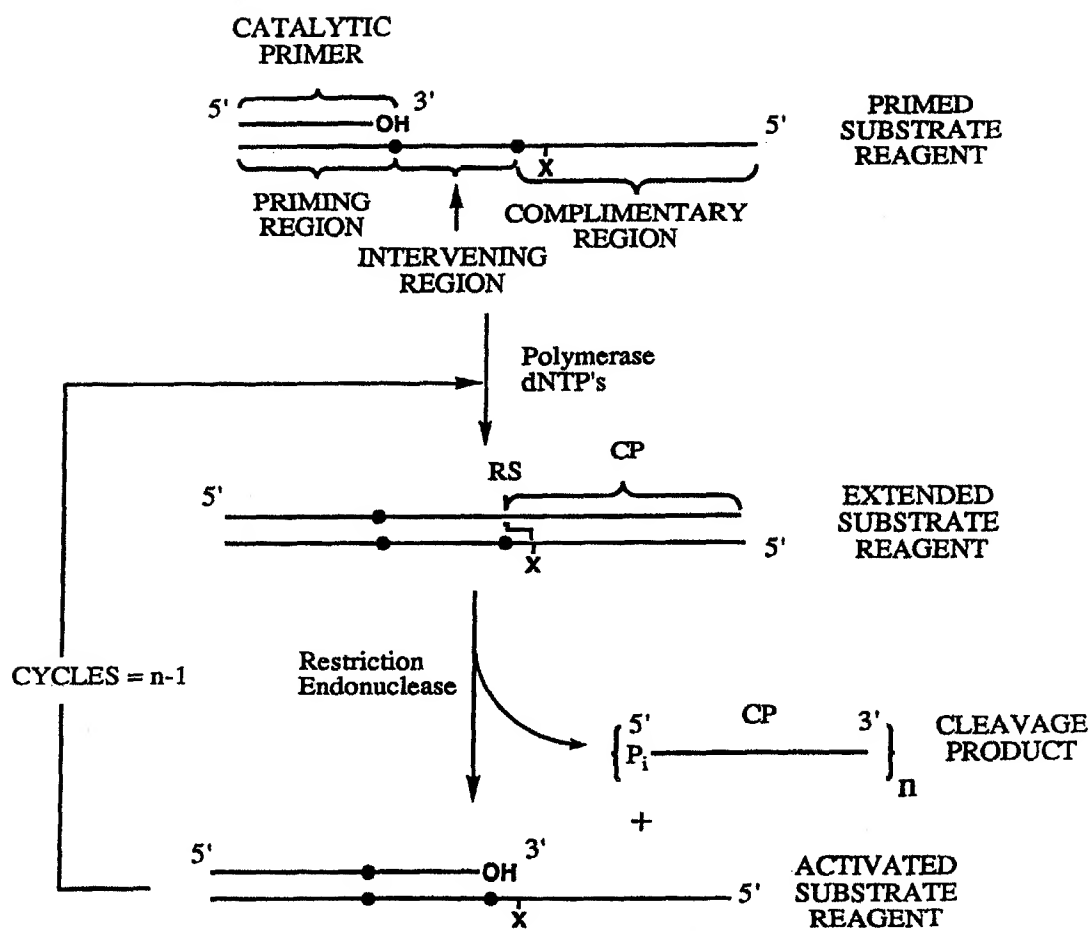 CATALYTIC
PRIMER
5'
3'
OH
5'
X
PRIMED
SUBSTRATE
REAGENT
PRIMING
REGION
INTERVENING
REGION
COMPLIMENTARY
REGION
Polymerase
dNTP's
RS
CP
5'
5'
X
EXTENDED
SUBSTRATE
REAGENT
CYCLES = n-1
Restriction
Endonuclease
5'
CP
3'
{ Pi } n
CLEAVAGE
PRODUCT
+
5'
3'
OH
5'
X
ACTIVATED
SUBSTRATE
REAGENT